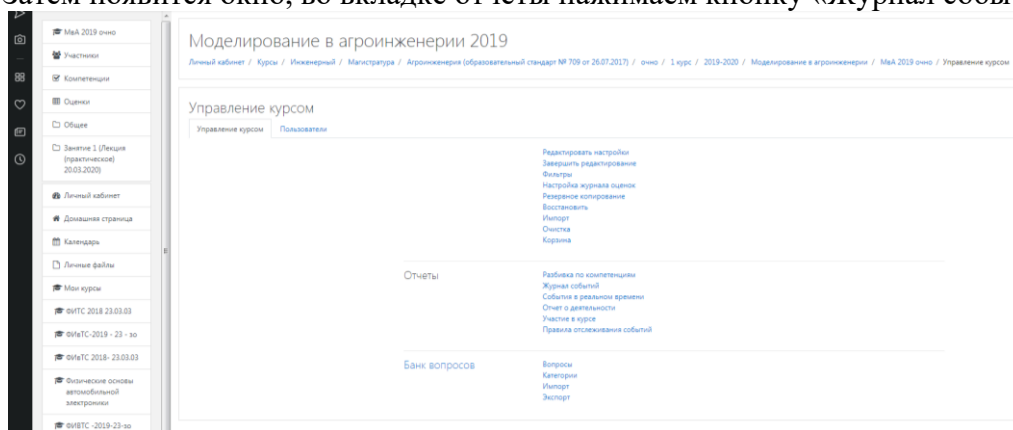 Затем появится окно, во вкладке отчеты нажимаем кнопку «Журнал собы
МвА 2019 очно
Участники
Компетенции
Оценки
Общее
Занятие 1 (Лекция
(практическое)
20.03.2020)
Личный кабинет
Домашняя страница
Календарь
Личные файлы
Мои курсы
ФИТС 2018 23.03.03
ФИвТС-2019 - 23 - зо
ФИвТС 2018- 23.03.03
Физические основы
автомобильной
электроники
ФИВТС -2019-23-зо
Моделирование в агроинженерии 2019
Личный кабинет / Курсы / Инженерный / Магистратура / Агроинженерия (образовательный стандарт № 709 от 26.07.2017) / очно / 1 курс / 2019-2020 / Моделирование в агроинженерии / МвА 2019 очно / Управление курсом
Управление курсом
Управление курсом Пользователи
Редактировать настройки
Завершить редактирование
Фильтры
Настройка журнала оценок
Резервное копирование
Восстановить
Импорт
Очистка
Корзина
Отчеты
Разбивка по компетенциям
Журнал событий
События в реальном времени
Отчет о деятельности
Участие в курсе
Правила отслеживания событий
Банк вопросов
Вопросы
Категории
Импорт
Экспорт